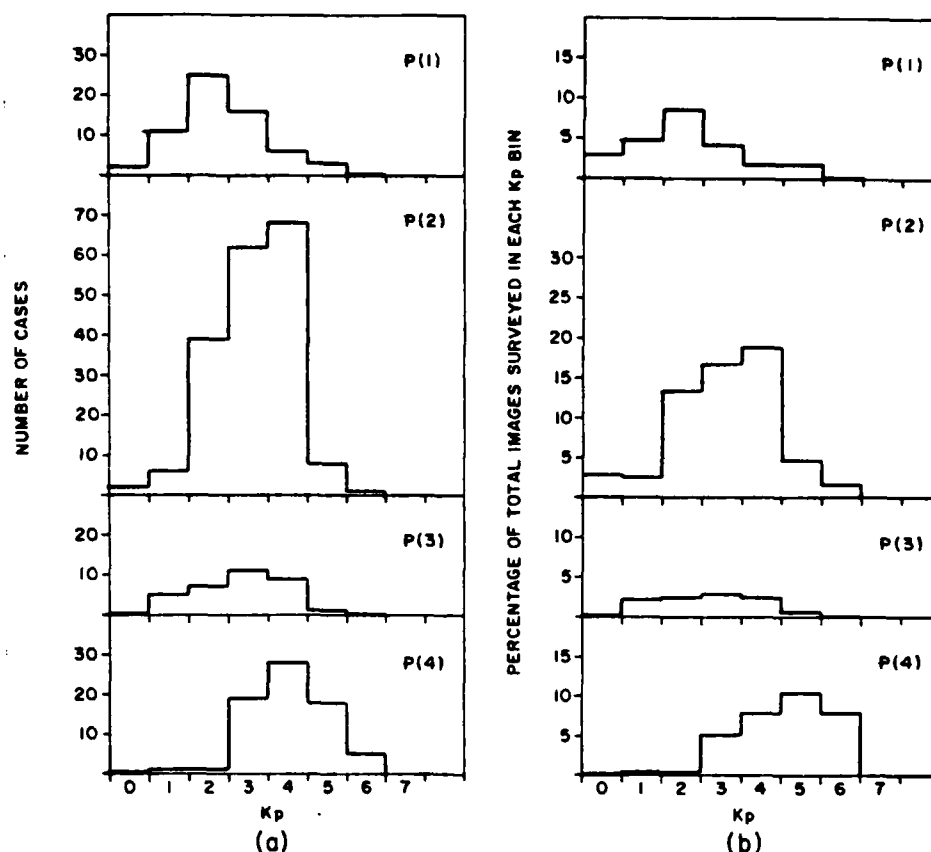 NUMBER OF CASES
30
20
10
P(1)
70
60
50
40
30
20
10
P(2)
20
10
P(3)
30
20
10
P(4)
0 1 2 3 4 5 6 7
Kp
(a)
PERCENTAGE OF TOTAL IMAGES SURVEYED IN EACH Kp BIN
15
10
5
P(1)
30
25
20
15
10
5
P(2)
10
5
P(3)
15
10
5
P(4)
0 1 2 3 4 5 6 7
Kp
(b)